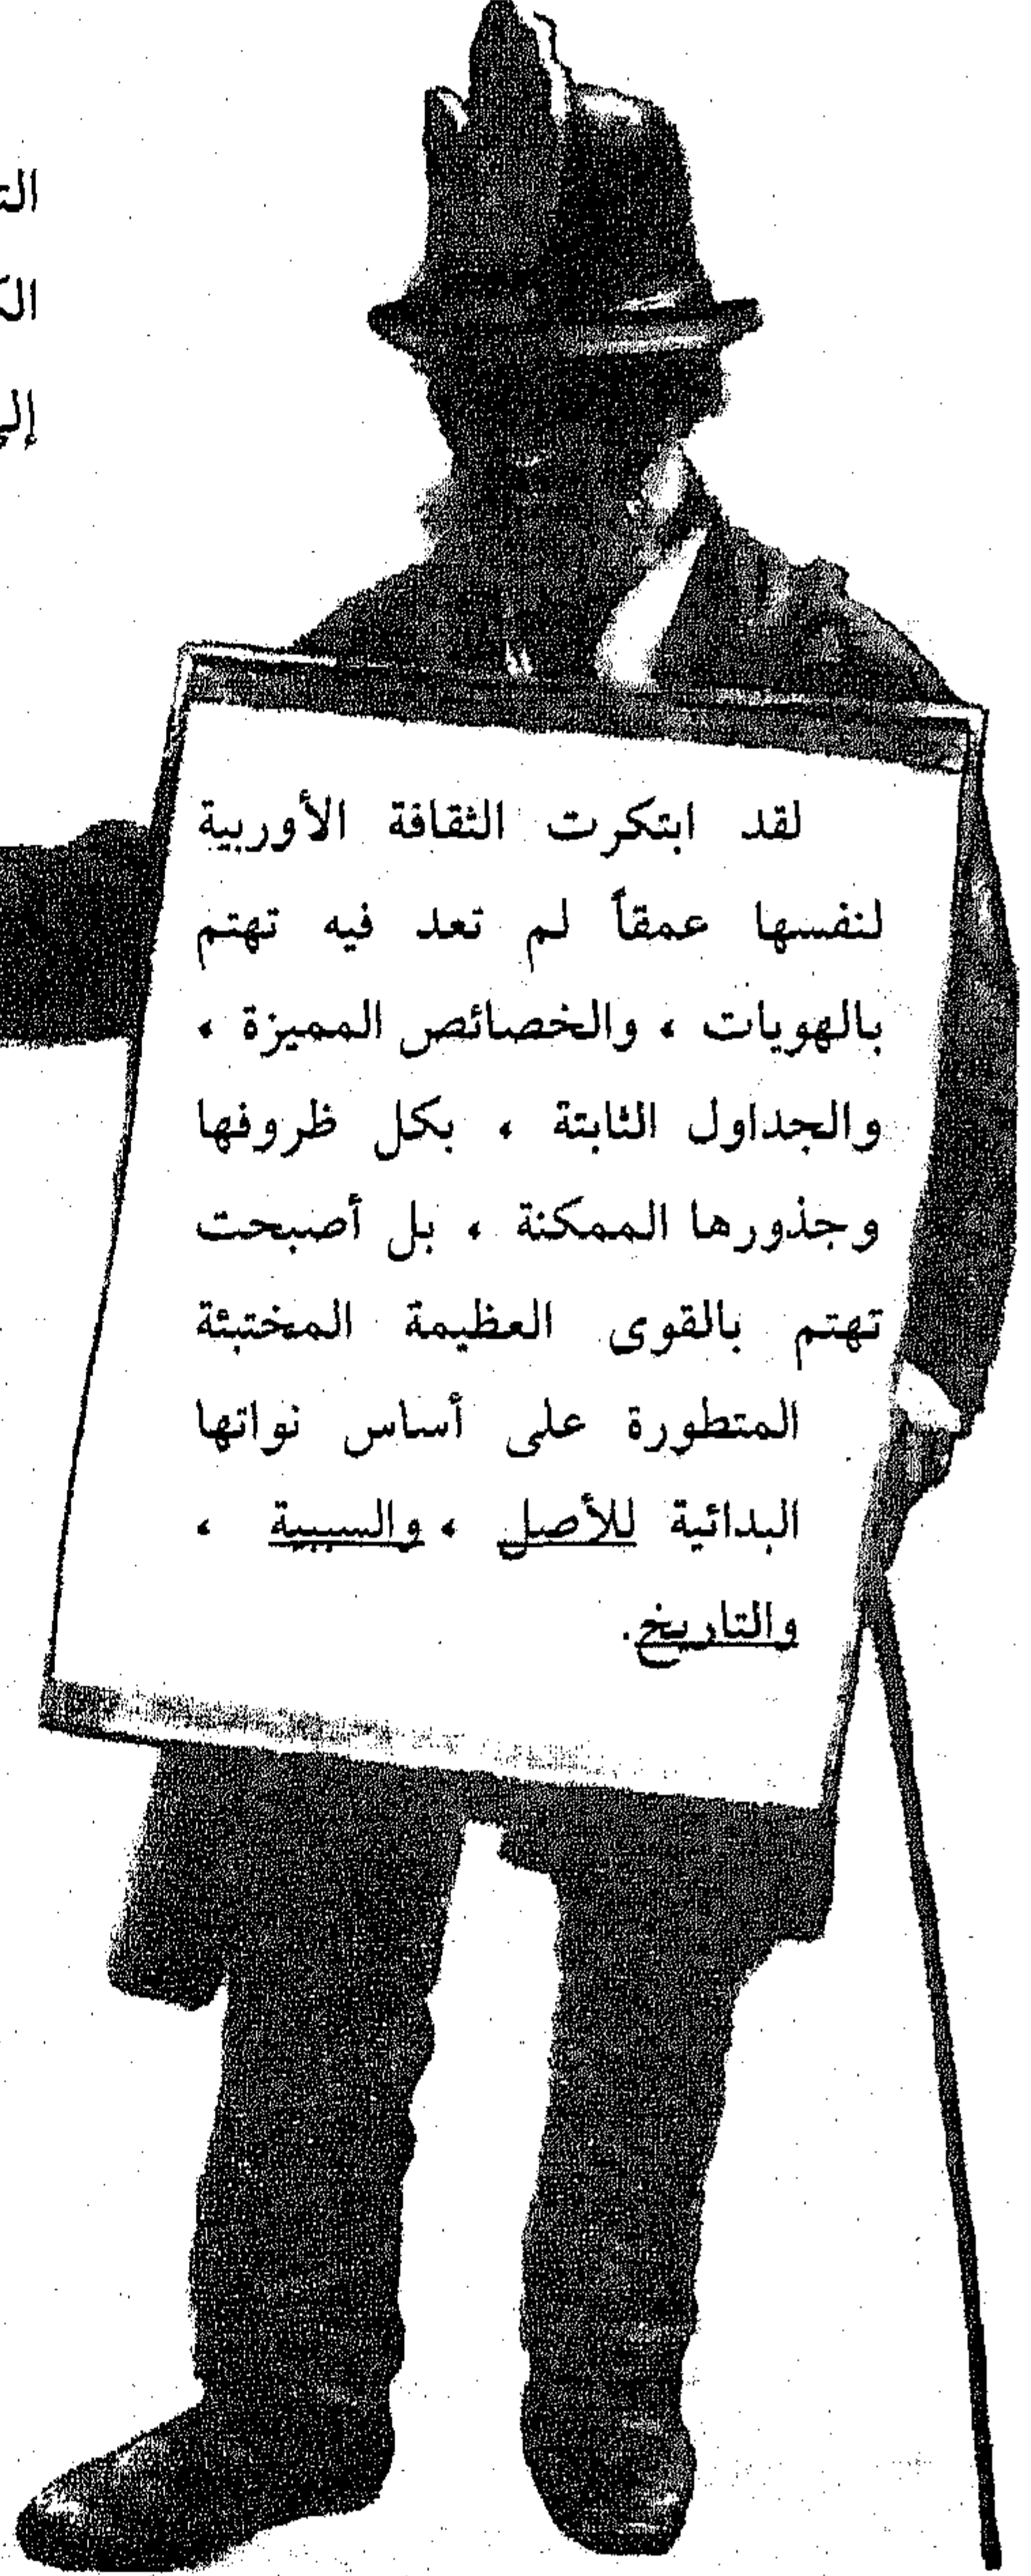 لقد ابتكرت الثقافة الأوربية
لنفسها عمقاً لم تعد فيه تهتم
بالهويات ، والخصائص المميزة ،
والجداول الثابتة ، بكل ظروفها
وجذورها الممكنة ، بل أصبحت
تهتم بالقوى العظيمة المختبئة
المتطورة على أساس نواتها
البدائية للأصل ، والسببية ،
والتاريخ.